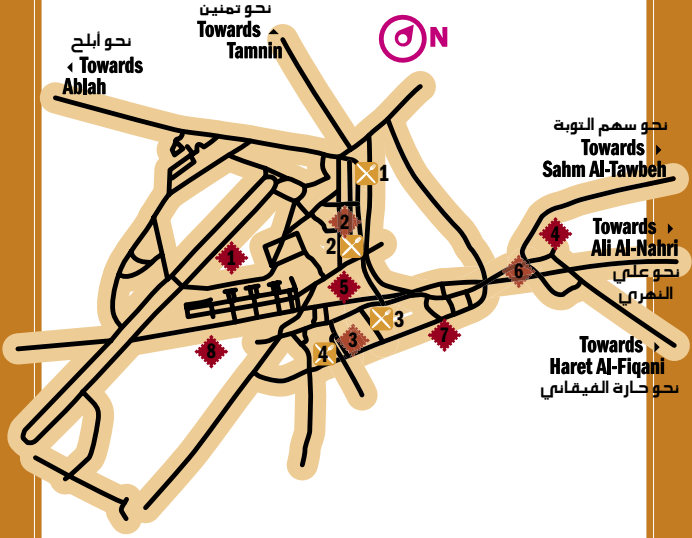 نحو تمنين
Towards
Tamnin
N
نحو أبلح
Towards
Ablah
نحو سهم التوبة
Towards
Sahm Al-Tawbeh
1
2
2
1
4
Towards
Ali Al-Nahri
نحو علي
النهري
6
5
3
3
7
4
8
Towards
Haret Al-Fiqani
نحو حارة الفيقاني